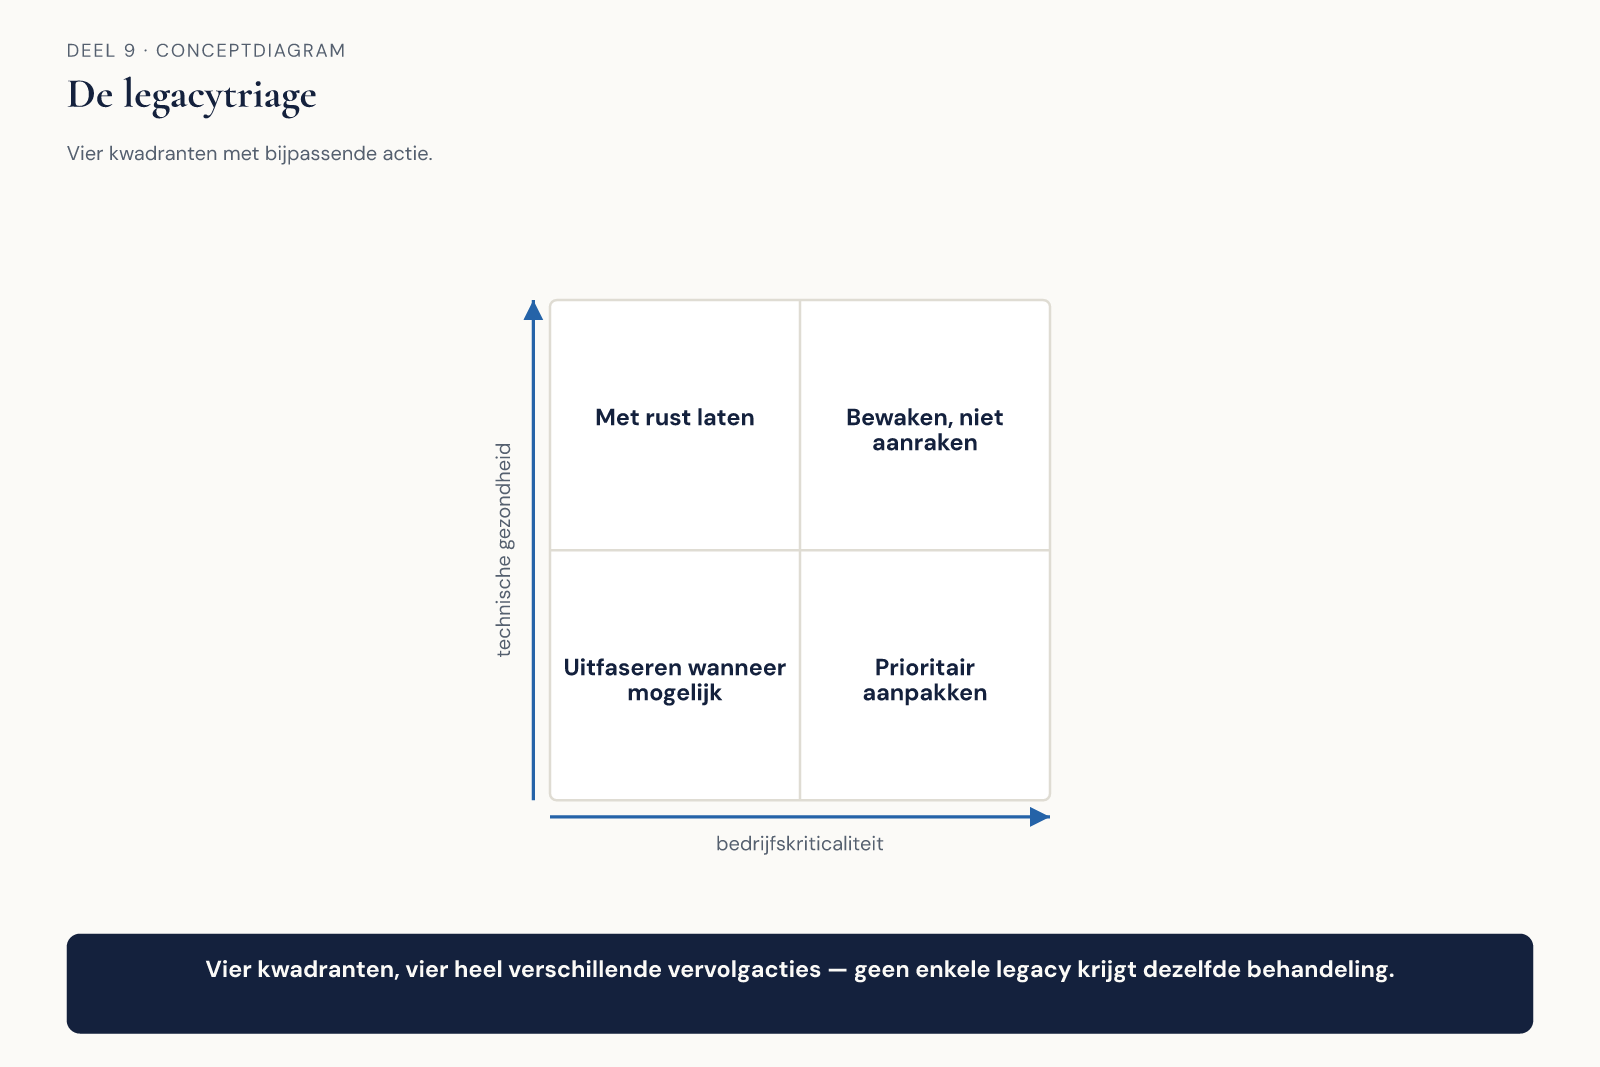 DEEL 9 · CONCEPTDIAGRAM
De legacytriage
Vier kwadranten met bijpassende actie.
technische gezondheid
Met rust laten
Bewaken, niet
aanraken
Uitfaseren wanneer
mogelijk
Prioritair
aanpakken
bedrijfskriticaliteit
Vier kwadranten, vier heel verschillende vervolgacties — geen enkele legacy krijgt dezelfde behandeling.